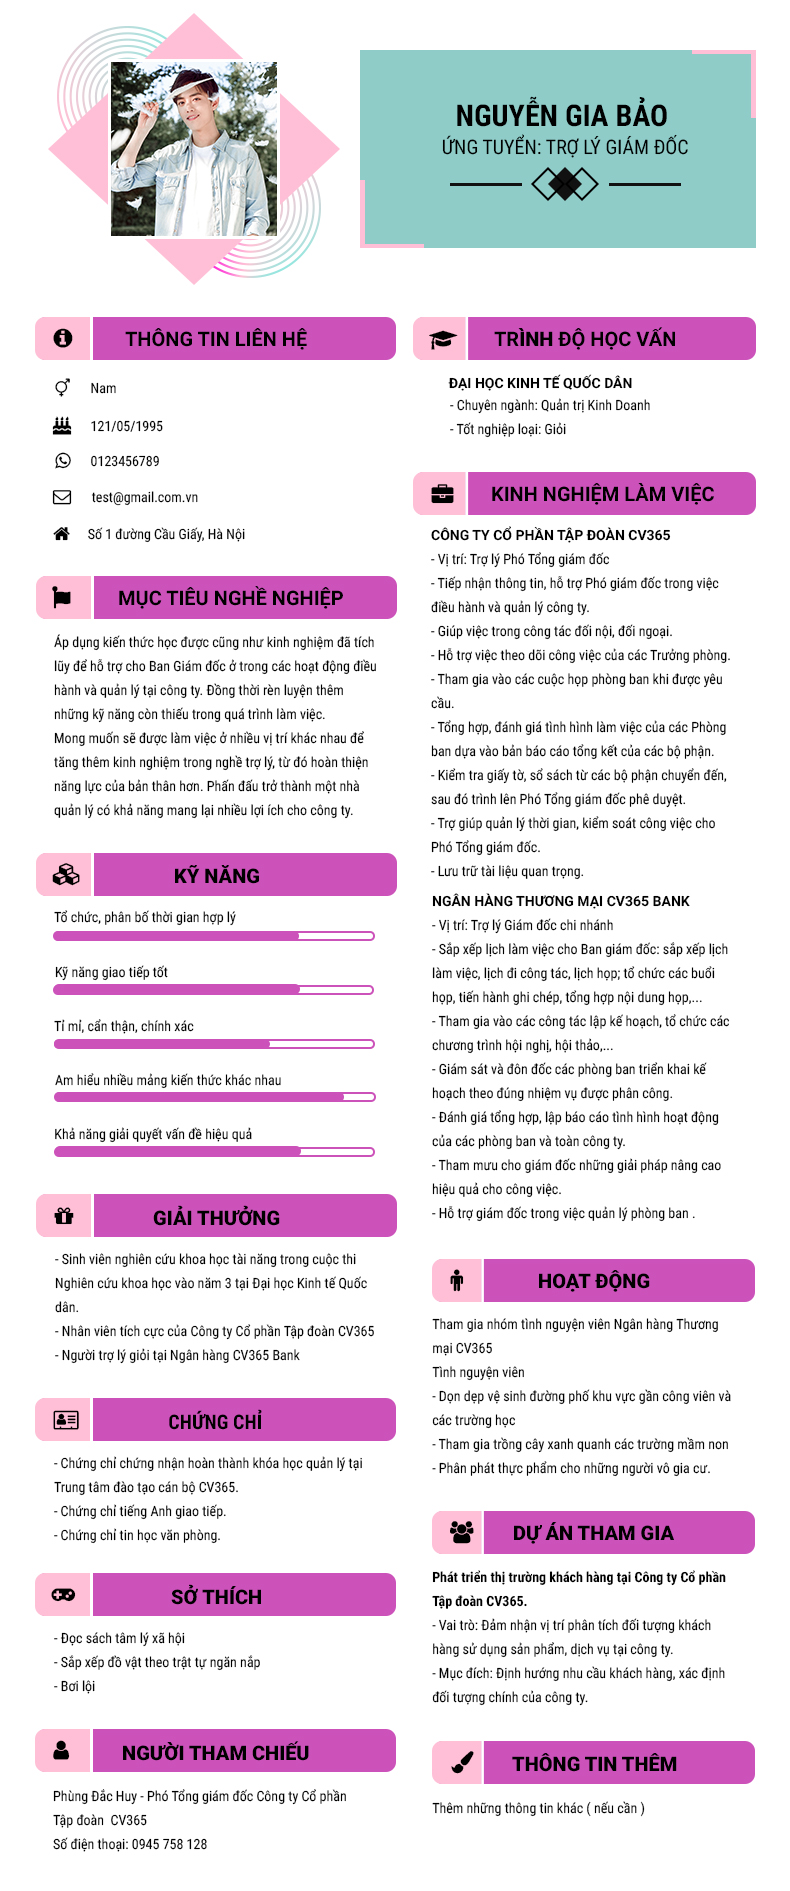 NGUYỄN GIA BẢO
ỨNG TUYỂN: TRỢ LÝ GIÁM ĐỐC
THÔNG TIN LIÊN HỆ
Nam
121/05/1995
0123456789
test@gmail.com.vn
Số 1 đường Cầu Giấy, Hà Nội
MỤC TIÊU NGHỀ NGHIỆP
Áp dụng kiến thức học được cũng như kinh nghiệm đã tích
lũy để hỗ trợ cho Ban Giám đốc ở trong các hoạt động điều
hành và quản lý tại công ty. Đồng thời rèn luyện thêm
những kỹ năng còn thiếu trong quá trình làm việc.
Mong muốn sẽ được làm việc ở nhiều vị trí khác nhau để
tăng thêm kinh nghiệm trong nghề trợ lý, từ đó hoàn thiện
năng lực của bản thân hơn. Phấn đấu trở thành một nhà
quản lý có khả năng mang lại nhiều lợi ích cho công ty.
KỸ NĂNG
Tổ chức, phân bố thời gian hợp lý
Kỹ năng giao tiếp tốt
Tỉ mỉ, cẩn thận, chính xác
Am hiểu nhiều mảng kiến thức khác nhau
Khả năng giải quyết vấn đề hiệu quả
GIẢI THƯỞNG
- Sinh viên nghiên cứu khoa học tài năng trong cuộc thi
Nghiên cứu khoa học vào năm 3 tại Đại học Kinh tế Quốc
dân.
- Nhân viên tích cực của Công ty Cổ phần Tập đoàn CV365
- Người trợ lý giỏi tại Ngân hàng CV365 Bank
CHỨNG CHỈ
- Chứng chỉ chứng nhận hoàn thành khóa học quản lý tại
Trung tâm đào tạo cán bộ CV365.
- Chứng chỉ tiếng Anh giao tiếp.
- Chứng chỉ tin học văn phòng.
SỞ THÍCH
- Đọc sách tâm lý xã hội
- Sắp xếp đồ vật theo trật tự ngăn nắp
- Bơi lội
NGƯỜI THAM CHIẾU
Phùng Đắc Huy - Phó Tổng giám đốc Công ty Cổ phần
Tập đoàn  CV365
Số điện thoại: 0945 758 128
TRÌNH ĐỘ HỌC VẤN
ĐẠI HỌC KINH TẾ QUỐC DÂN
- Chuyên ngành: Quản trị Kinh Doanh
- Tốt nghiệp loại: Giỏi
KINH NGHIỆM LÀM VIỆC
CÔNG TY CỔ PHẦN TẬP ĐOÀN CV365
- Vị trí: Trợ lý Phó Tổng giám đốc
- Tiếp nhận thông tin, hỗ trợ Phó giám đốc trong việc
điều hành và quản lý công ty.
- Giúp việc trong công tác đối nội, đối ngoại.
- Hỗ trợ việc theo dõi công việc của các Trưởng phòng.
- Tham gia vào các cuộc họp phòng ban khi được yêu
cầu.
- Tổng hợp, đánh giá tình hình làm việc của các Phòng
ban dựa vào bản báo cáo tổng kết của các bộ phận.
- Kiểm tra giấy tờ, sổ sách từ các bộ phận chuyển đến,
sau đó trình lên Phó Tổng giám đốc phê duyệt.
- Trợ giúp quản lý thời gian, kiểm soát công việc cho
Phó Tổng giám đốc.
- Lưu trữ tài liệu quan trọng.
NGÂN HÀNG THƯƠNG MẠI CV365 BANK
- Vị trí: Trợ lý Giám đốc chi nhánh
- Sắp xếp lịch làm việc cho Ban giám đốc: sắp xếp lịch
làm việc, lịch đi công tác, lịch họp; tổ chức các buổi
họp, tiến hành ghi chép, tổng hợp nội dung họp,...
- Tham gia vào các công tác lập kế hoạch, tổ chức các
chương trình hội nghị, hội thảo,...
- Giám sát và đôn đốc các phòng ban triển khai kế
hoạch theo đúng nhiệm vụ được phân công.
- Đánh giá tổng hợp, lập báo cáo tình hình hoạt động
của các phòng ban và toàn công ty.
- Tham mưu cho giám đốc những giải pháp nâng cao
hiệu quả cho công việc.
- Hỗ trợ giám đốc trong việc quản lý phòng ban .
HOẠT ĐỘNG
Tham gia nhóm tình nguyện viên Ngân hàng Thương
mại CV365
Tình nguyện viên
- Dọn dẹp vệ sinh đường phố khu vực gần công viên và
các trường học
- Tham gia trồng cây xanh quanh các trường mầm non
- Phân phát thực phẩm cho những người vô gia cư.
DỰ ÁN THAM GIA
Phát triển thị trường khách hàng tại Công ty Cổ phần
Tập đoàn CV365.
- Vai trò: Đảm nhận vị trí phân tích đối tượng khách
hàng sử dụng sản phẩm, dịch vụ tại công ty.
- Mục đích: Định hướng nhu cầu khách hàng, xác định
đối tượng chính của công ty.
THÔNG TIN THÊM
Thêm những thông tin khác ( nếu cần )